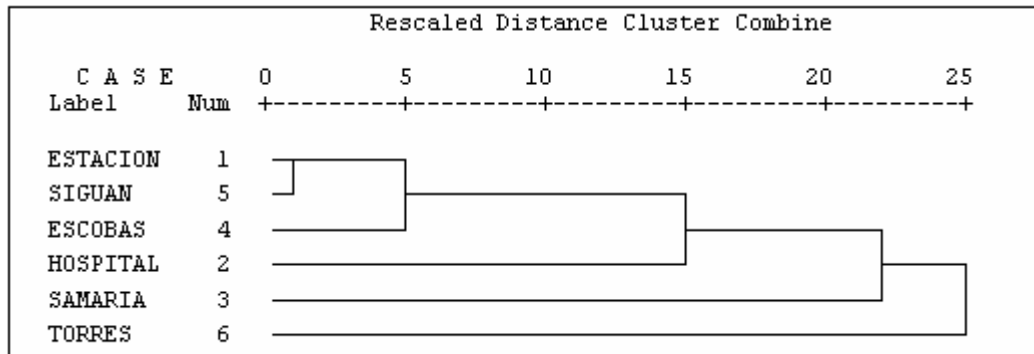 Rescaled Distance Cluster Combine
C A S E 0 5 10 15 20 25
Label Num +---------+---------+---------+---------+---------+
ESTACION 1
SIGUAN 5
ESCOBAS 4
HOSPITAL 2
SAMARIA 3
TORRES 6